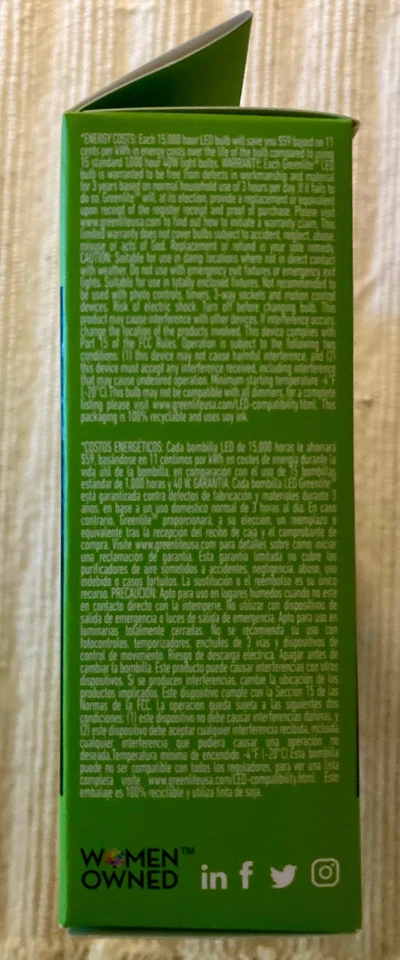 *ENERGY COSTS: Each 15,000 hour LED bulb will save you $59 based on 11
cents per kWh in energy costs over the life of the bulb compared to
15 standard 1,000 hour 40W light bulbs. WARRANTY: Each Greenlite™ LED
bulb is warranted to be free from defects in workmanship and material
for 3 years based on normal household use of 3 hours per day. If it fails to
do so, Greenlite™ will, at its election, provide a replacement or equivalent
upon receipt of the register receipt and proof of purchase. Please visit
www.greenliteusa.com to find out how to initiate a warranty claim. This
limited warranty does not cover bulbs subject to accident, neglect, abuse,
misuse or acts of God. Replacement or refund is your sole remedy.
CAUTION: Suitable for use in damp locations where not in direct contact
with weather. Do not use with emergency exit fixtures or emergency exit
lights. Suitable for use in totally enclosed fixtures. Not recommended to
be used with photo controls, timers, 3-way sockets and motion control
devices. Risk of electric shock. Turn off before changing bulb. This
product may cause interference with other devices. If interference occurs,
change the location of the products involved. This device complies with
Part 15 of the FCC Rules. Operation is subject to the following two
conditions: (1) this device may not cause harmful interference, and (2)
this device must accept any interference received, including interference
that may cause undesired operation. Minimum starting temperature -4°F
(-20°C).This bulb may not be compatible with all dimmers, for a complete
listing please visit www.greenliteusa.com/LED-compatibility.html. This
packaging is 100% recyclable and uses soy ink.
*COSTOS ENERGÉTICOS: Cada bombilla LED de 15,000 horas le ahorrará
$59, basándose en 11 céntimos por kWh en costes de energía durante la
vida útil de la bombilla, en comparación con el uso de 15 bombillas
estándar de 1,000 horas y 40 W. GARANTÍA: Cada bombilla LED Greenlite™
está garantizada contra defectos de fabricación y materiales durante 3
años, en base a un uso doméstico normal de 3 horas al día. En caso
contrario, Greenlite™ proporcionará, a su elección, un reemplazo o
equivalente tras la recepción del recibo de caja y el comprobante de
compra. Visite www.greenliteusa.com para detalles sobre cómo iniciar
una reclamación de garantía. Esta garantía limitada no cubre los
purificadores de aire sometidos a accidentes, negligencia, abuso, uso
indebido o casos fortuitos. La sustitución o el reembolso es su único
recurso. PRECAUCIÓN: Apto para uso en lugares húmedos cuando no esté
en contacto directo con la intemperie. No utilizar con dispositivos de
salida de emergencia o luces de salida de emergencia. Apto para uso en
luminarias totalmente cerradas. No se recomienda su uso con
fotocontroles, temporizadores, enchufes de 3 vías y dispositivos de
control de movimiento. Riesgo de descarga eléctrica. Apagar antes de
cambiar la bombilla. Este producto puede causar interferencias con otros
dispositivos. Si se producen interferencias, cambie la ubicación de los
productos implicados. Este dispositivo cumple con la Sección 15 de las
Normas de la FCC. La operación queda sujeta a las siguientes dos
condiciones: (1) este dispositivo no debe causar interferencias dañinas, y
(2) este dispositivo debe aceptar cualquier interferencia recibida, incluida
cualquier interferencia que pudiera causar una operación no
deseada.Temperatura mínima de encendido -4°F (-20°C).Esta bombilla
puede no ser compatible con todos los reguladores, para ver una lista
completa visite www.greenliteusa.com/LED-compatibility.html. Este
embalaje es 100% reciclable y utiliza tinta de soja.
WOMEN™
OWNED
in f